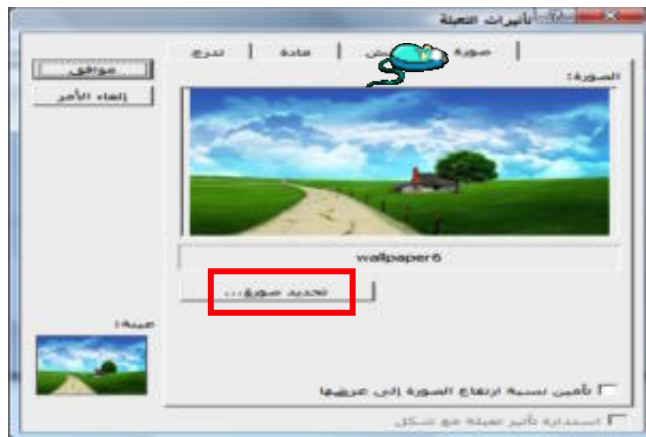 تأثيرات التعبئة
صورة نقش مادة تدرج
موافق
إلغاء الأمر
الصورة:
wallpaper6
تحديد صورة...
عينة:
تأمين نسبة ارتفاع الصورة إلى عرضها
استدارة تأثير تعبئة مع شكل